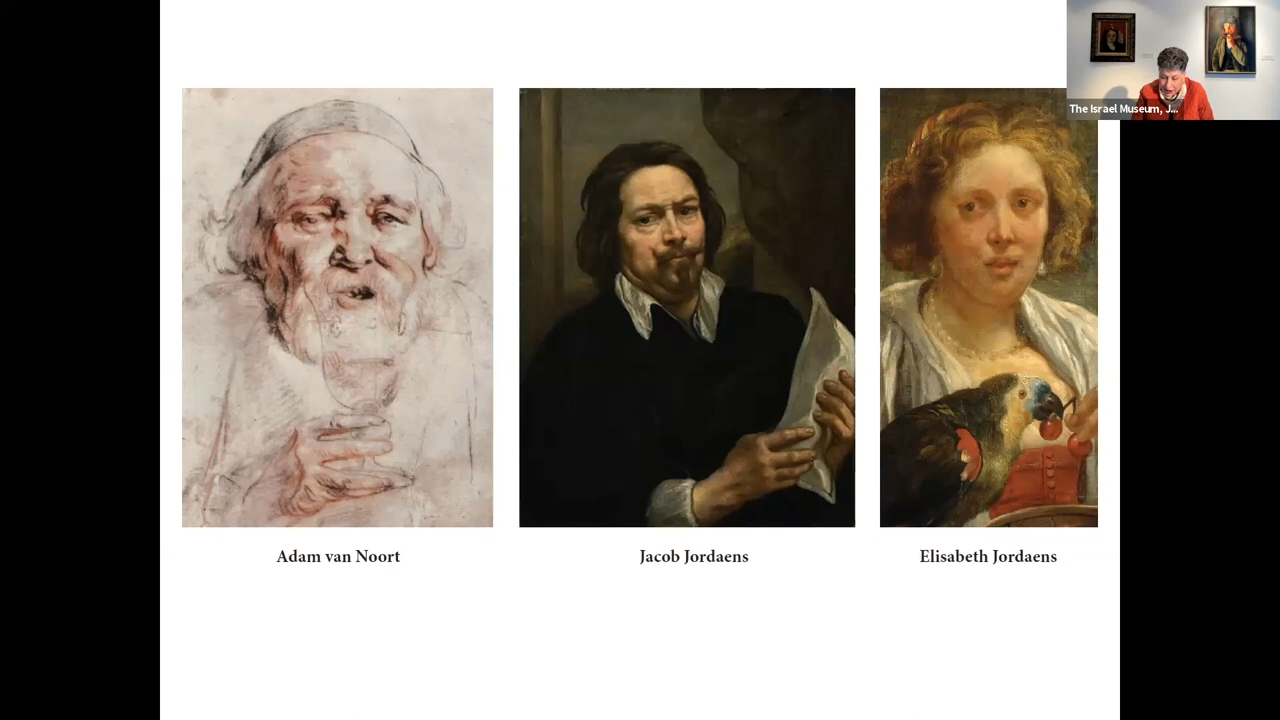 The Israel Museum, J...
Adam van Noort
Jacob Jordaens
Elisabeth Jordaens